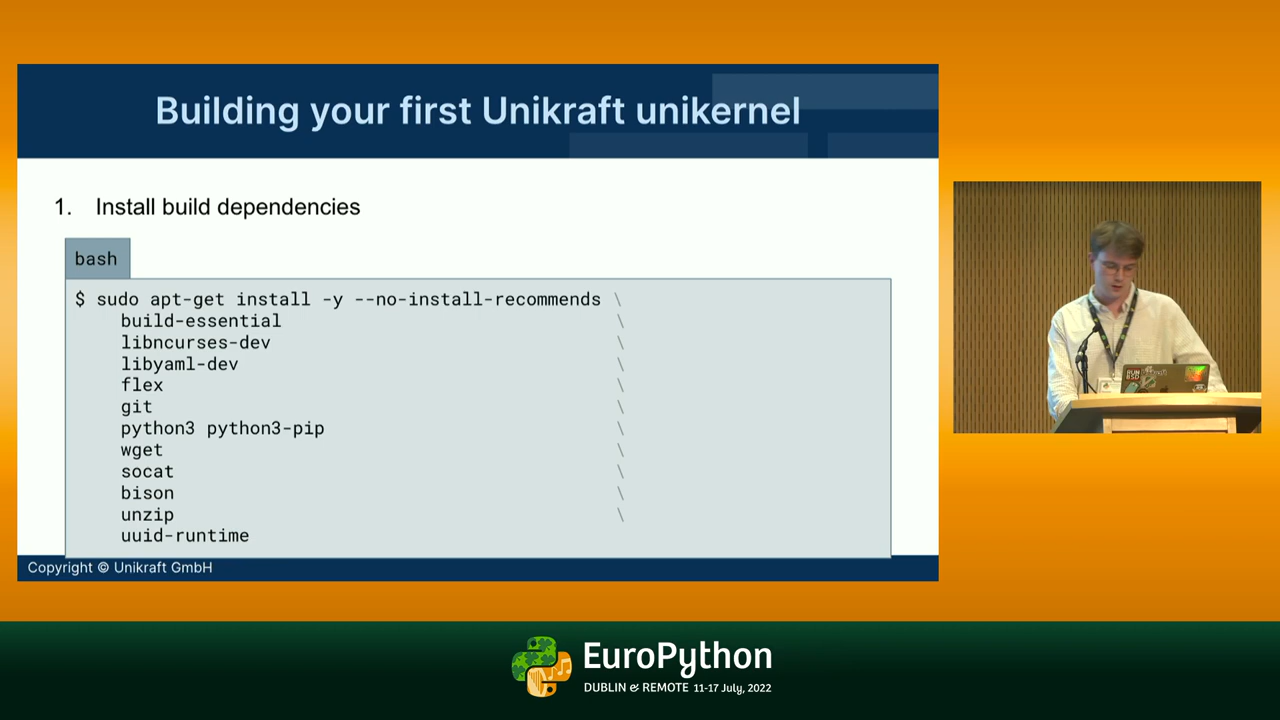 Building your first Unikraft unikernel
1. Install build dependencies
bash
$ sudo apt-get install -y --no-install-recommends \
build-essential \
libncurses-dev \
libyaml-dev \
flex \
git \
python3 python3-pip \
wget \
socat \
bison \
unzip \
uuid-runtime
Copyright © Unikraft GmbH
RUN BSD
EuroPython
DUBLIN & REMOTE 11-17 July, 2022